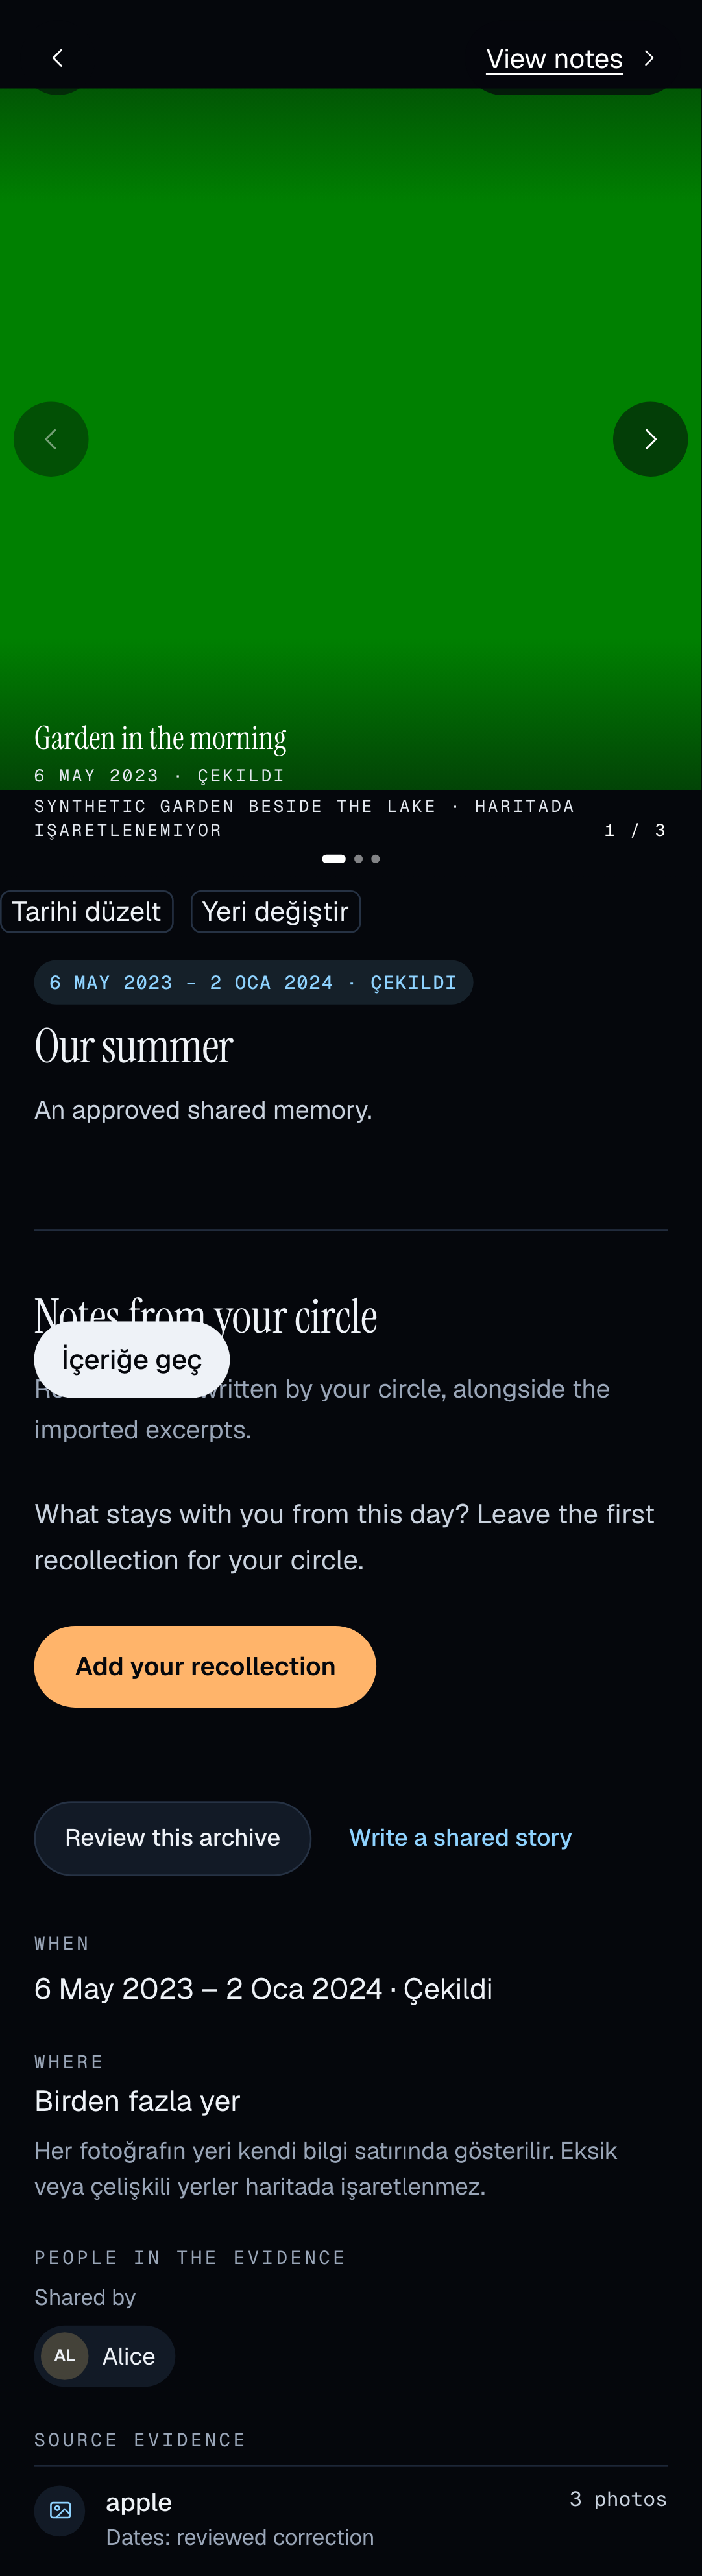 View notes
Garden in the morning
6 MAY 2023 · ÇEKILDI
SYNTHETIC GARDEN BESIDE THE LAKE · HARITADA
IŞARETLENEMIYOR
1 / 3
Tarihi düzelt
Yeri değiştir
6 MAY 2023 – 2 OCA 2024 · ÇEKILDI
Our summer
An approved shared memory.
Notes from your circle
İçeriğe geç
written by your circle, alongside the
imported excerpts.
What stays with you from this day? Leave the first
recollection for your circle.
Add your recollection
Review this archive
Write a shared story
WHEN
6 May 2023 – 2 Oca 2024 · Çekildi
WHERE
Birden fazla yer
Her fotoğrafın yeri kendi bilgi satırında gösterilir. Eksik
veya çelişkili yerler haritada işaretlenmez.
PEOPLE IN THE EVIDENCE
Shared by
AL
Alice
SOURCE EVIDENCE
apple
3 photos
Dates: reviewed correction